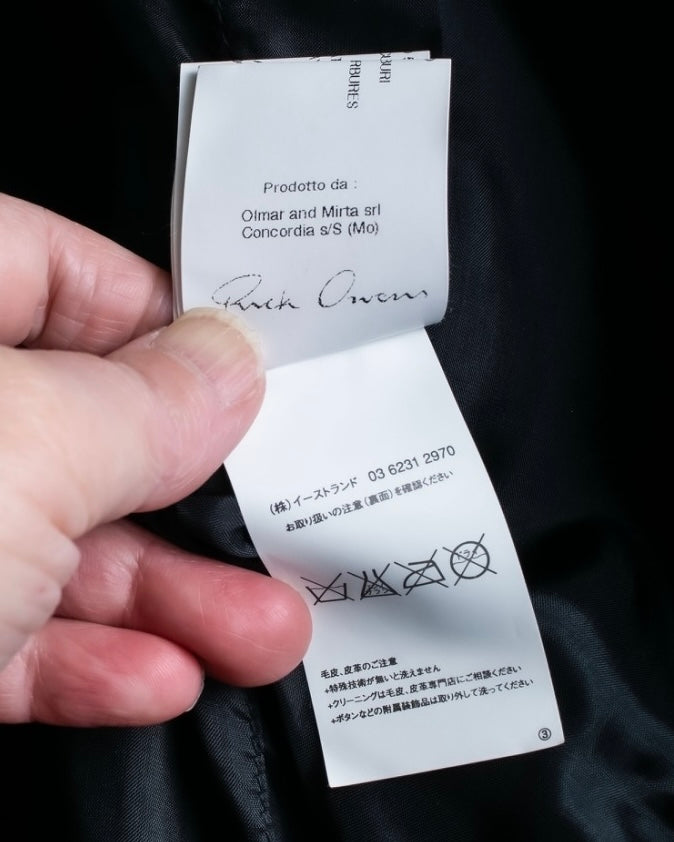 RBURES
Prodotto da :
Olmar and Mirta srl
Concordia s/S (Mo)
Rick Owens
(株)イーストランド 03 6231 2970
お取り扱いの注意(裏面)を確認ください
毛皮、皮革のご注意
+特殊技術が無いと洗えません
+クリーニングは毛皮、皮革専門店にご相談ください
+ボタンなどの附属装飾品は取り外して洗ってください
③